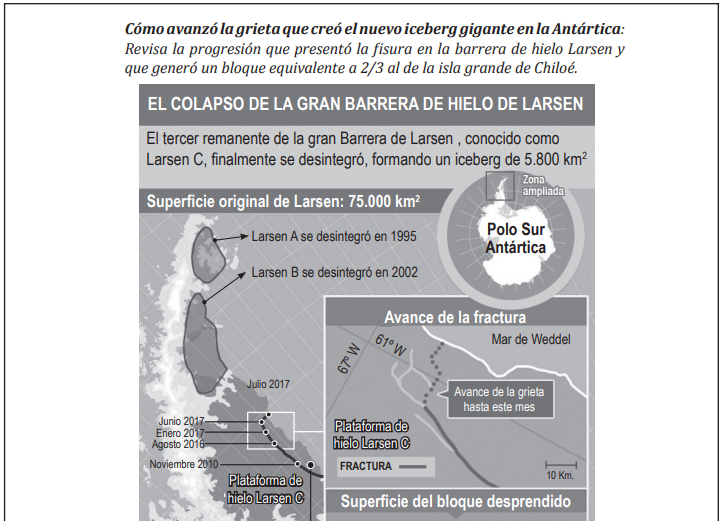 Cómo avanzó la grieta que creó el nuevo iceberg gigante en la Antártica:
Revisa la progresión que presentó la fisura en la barrera de hielo Larsen y
que generó un bloque equivalente a 2/3 al de la isla grande de Chiloé.
EL COLAPSO DE LA GRAN BARRERA DE HIELO DE LARSEN
El tercer remanente de la gran Barrera de Larsen , conocido como
Larsen C, finalmente se desintegró, formando un iceberg de 5.800 km²
Superficie original de Larsen: 75.000 km²
Zona
ampliada
Polo Sur
Antártica
Larsen A se desintegró en 1995
Larsen B se desintegró en 2002
Avance de la fractura
Mar de Weddel
67º W
61º W
Avance de la grieta
hasta este mes
Plataforma de
hielo Larsen C
FRACTURA
10 Km.
Julio 2017
Junio 2017
Enero 2017
Agosto 2016
Noviembre 2010
Plataforma de
hielo Larsen C
Superficie del bloque desprendido